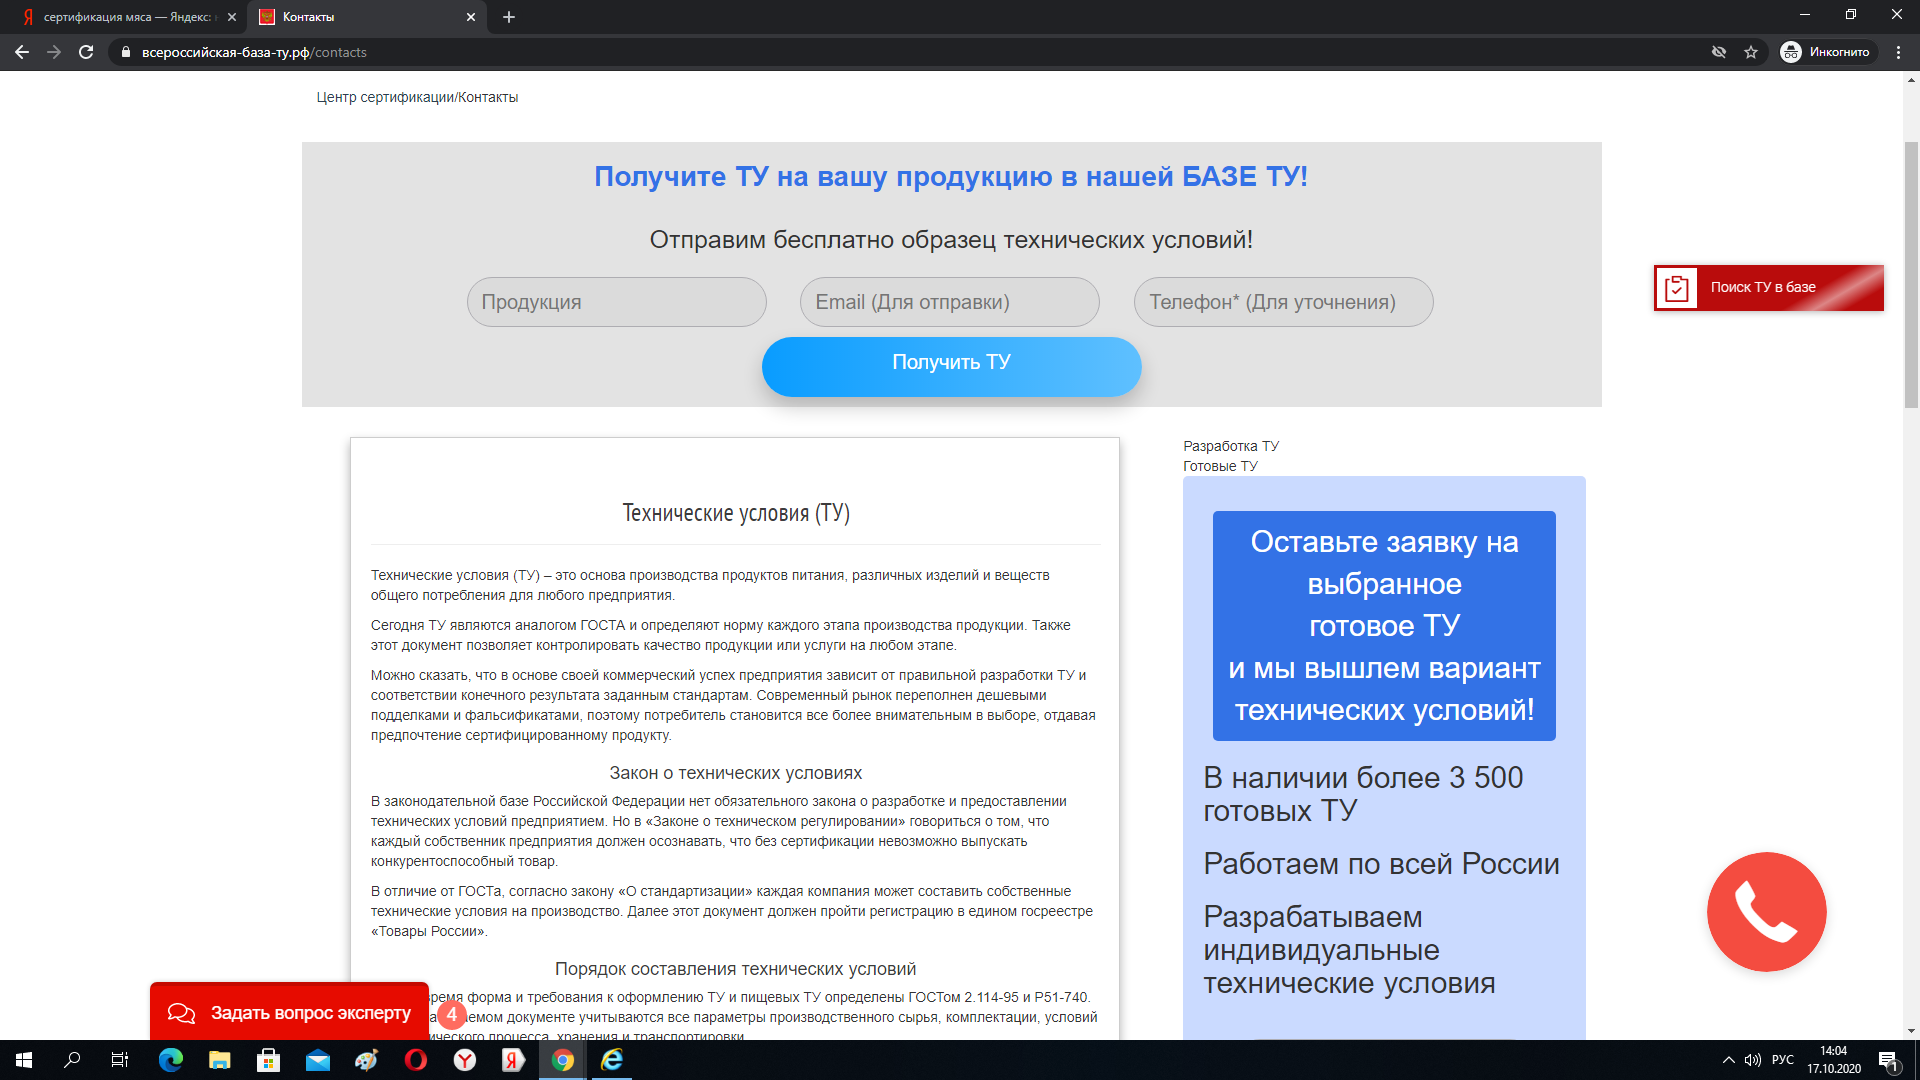 сертификация мяса — Яндекс:
Контакты
всероссийская-база-ту.рф/contacts
Инкогнито
Центр сертификации/Контакты
Получите ТУ на вашу продукцию в нашей БАЗЕ ТУ!
Отправим бесплатно образец технических условий!
Продукция
Email (Для отправки)
Телефон* (Для уточнения)
Получить ТУ
Поиск ТУ в базе
Технические условия (ТУ)
Технические условия (ТУ) – это основа производства продуктов питания, различных изделий и веществ
общего потребления для любого предприятия.
Сегодня ТУ являются аналогом ГОСТА и определяют норму каждого этапа производства продукции. Также
этот документ позволяет контролировать качество продукции или услуги на любом этапе.
Можно сказать, что в основе своей коммерческий успех предприятия зависит от правильной разработки ТУ и
соответствии конечного результата заданным стандартам. Современный рынок переполнен дешевыми
подделками и фальсификатами, поэтому потребитель становится все более внимательным в выборе, отдавая
предпочтение сертифицированному продукту.
Закон о технических условиях
В законодательной базе Российской Федерации нет обязательного закона о разработке и предоставлении
технических условий предприятием. Но в «Законе о техническом регулировании» говориться о том, что
каждый собственник предприятия должен осознавать, что без сертификации невозможно выпускать
конкурентоспособный товар.
В отличие от ГОСТа, согласно закону «О стандартизации» каждая компания может составить собственные
технические условия на производство. Далее этот документ должен пройти регистрацию в едином госреестре
«Товары России».
Порядок составления технических условий
время форма и требования к оформлению ТУ и пищевых ТУ определены ГОСТом 2.114-95 и Р51-740.
документе учитываются все параметры производственного сырья, комплектации, условий
процесса, хранения и транспортировки.
Разработка ТУ
Готовые ТУ
Оставьте заявку на
выбранное
готовое ТУ
и мы вышлем вариант
технических условий!
В наличии более 3 500
готовых ТУ
Работаем по всей России
Разрабатываем
индивидуальные
технические условия
Задать вопрос эксперту
4
РУС
14:04
17.10.2020
1